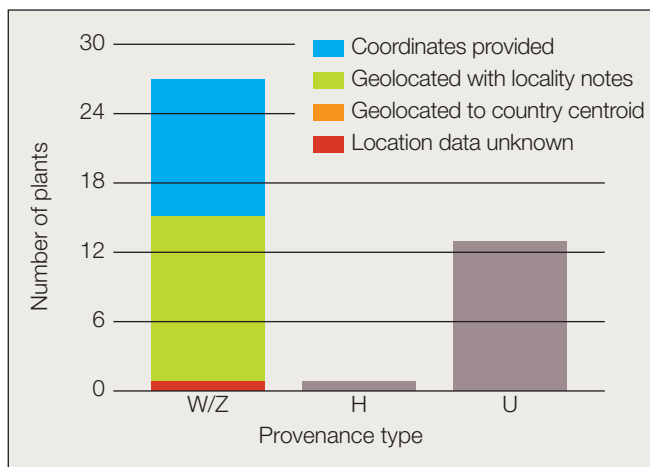 30
24
18
12
6
0
Number of plants
Coordinates provided
Geolocated with locality notes
Geolocated to country centroid
Location data unknown
W/Z H U
Provenance type